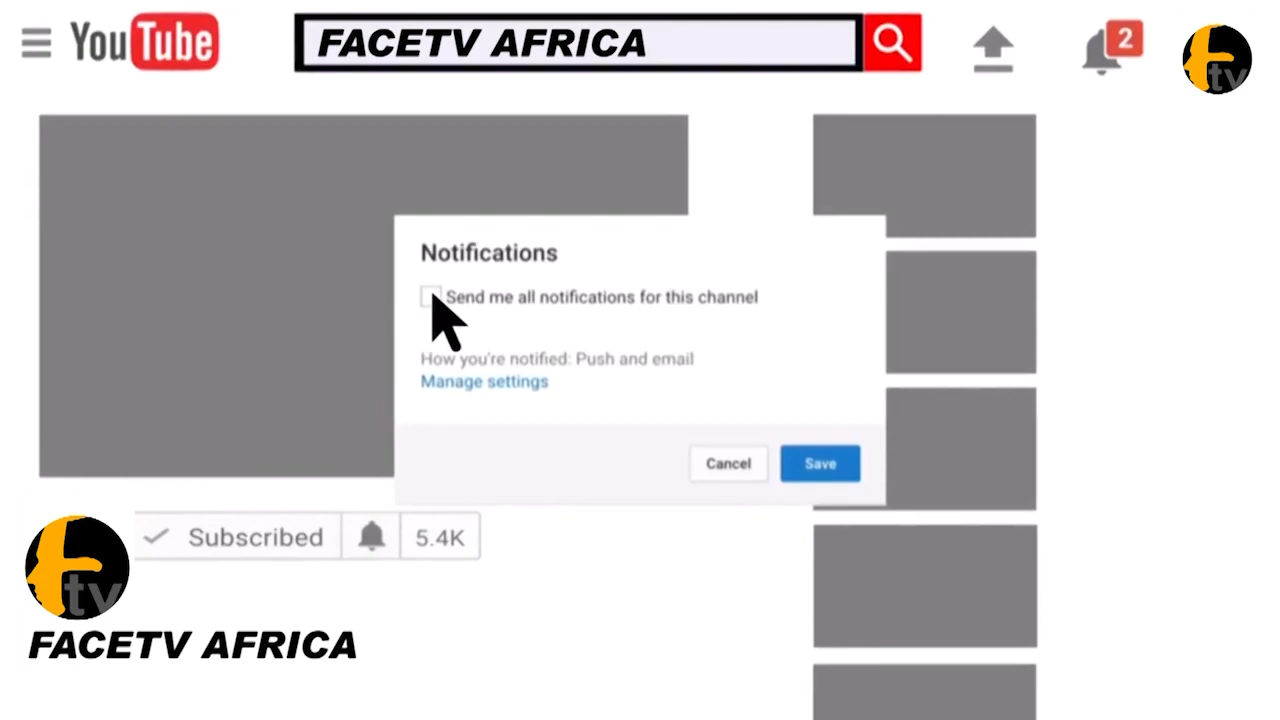 YouTube
FACETV AFRICA
2
tv
Notifications
Send me all notifications for this channel
How you're notified: Push and email
Manage settings
Cancel
Save
Subscribed
5.4K
tv
FACETV AFRICA